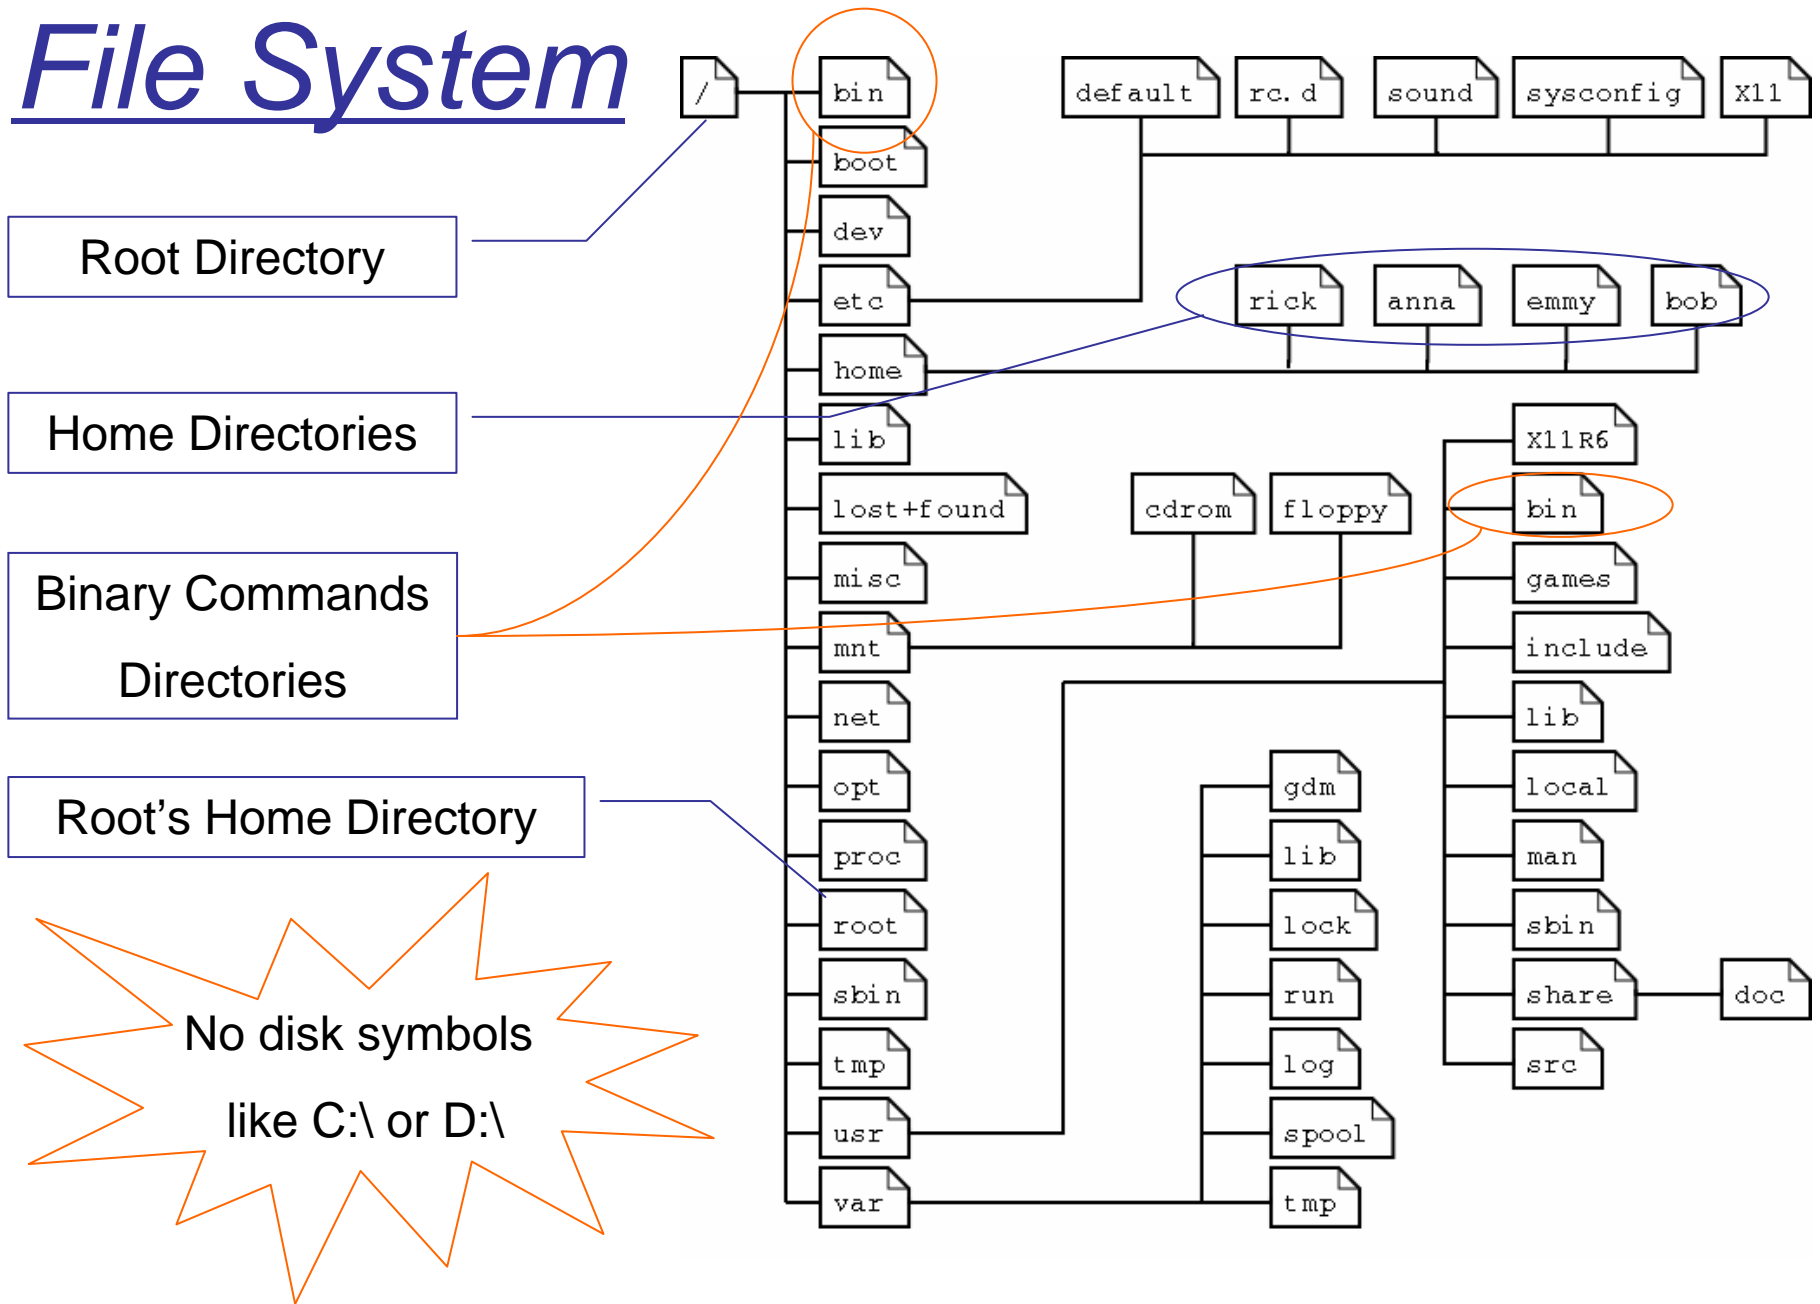 File System
/
bin
default
rc.d
sound
sysconfig
X11
boot
Root Directory
dev
etc
rick
anna
emmy
bob
home
Home Directories
lib
X11R6
lost+found
cdrom
floppy
bin
Binary Commands
Directories
misc
games
mnt
include
net
lib
opt
gdm
local
Root's Home Directory
proc
lib
man
root
lock
sbin
sbin
run
share
doc
No disk symbols
like C:\ or D:\
tmp
log
src
usr
spool
var
tmp